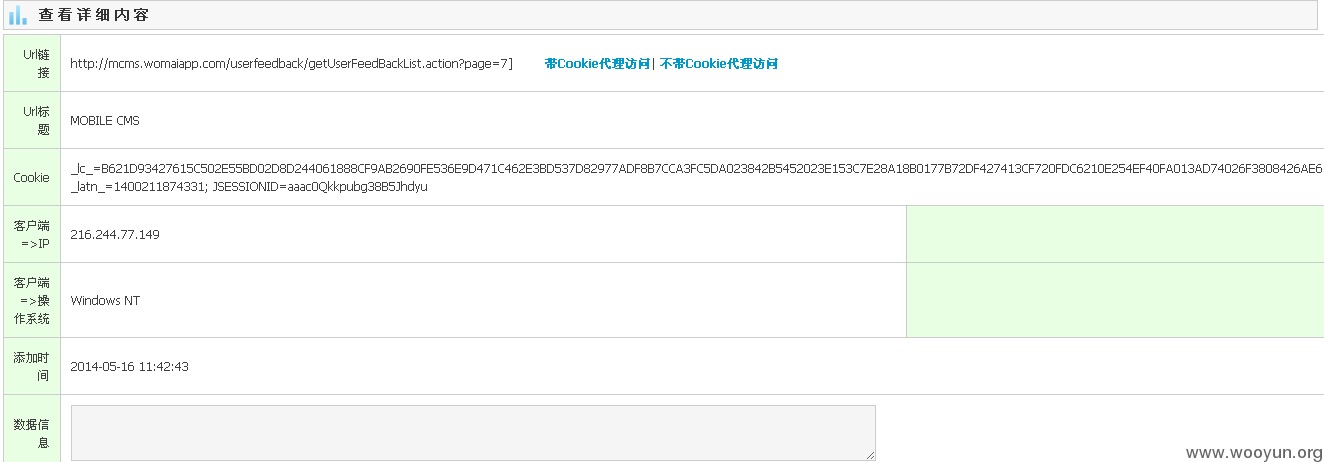 查看详细内容
Url链
接
http://mcms.womaiapp.com/userfeedback/getUserFeedBackList.action?page=7]
带Cookie代理访问| 不带Cookie代理访问
Url标
题
MOBILE CMS
Cookie
_lc_=B621D93427615C502E55BD02D8D244061888CF9AB2690FE536E9D471C462E3BD537D82977ADF8B7CCA3FC5DA023842B5452023E153C7E28A18B0177B72DF427413CF720FDC6210E254EF40FA013AD74026F3808426AE6
_latn_=1400211874331; JSESSIONID=aaac0Qkkpubg38B5Jhdyu
客户端
=>IP
216.244.77.149
客户端
=>操
作系统
Windows NT
添加时
间
2014-05-16 11:42:43
数据信
息
www.wooyun.org